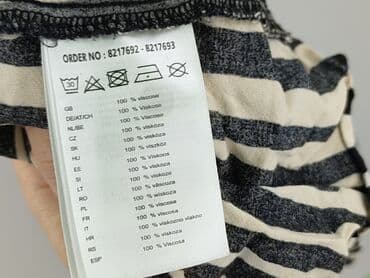 ORDER NO : 8217692 - 8217693
30
GB 100 % viscose
DE/AT/CH 100 % Viskose
NL/BE 100 % Viscose
CZ 100 % viskóza
SK 100 % viskóza
HU 100 % viszkóz
EE 100 % Viskoos
SI 100 % viskoza
LT 100 % viskozė
RO 100 % viscoza
PL 100 % wiskoza
FR 100 % viscose
IT 100 % viscosa
HR 100 % viskozno vlakno
RS 100 % viskoza
ESP 100 % Viscosa